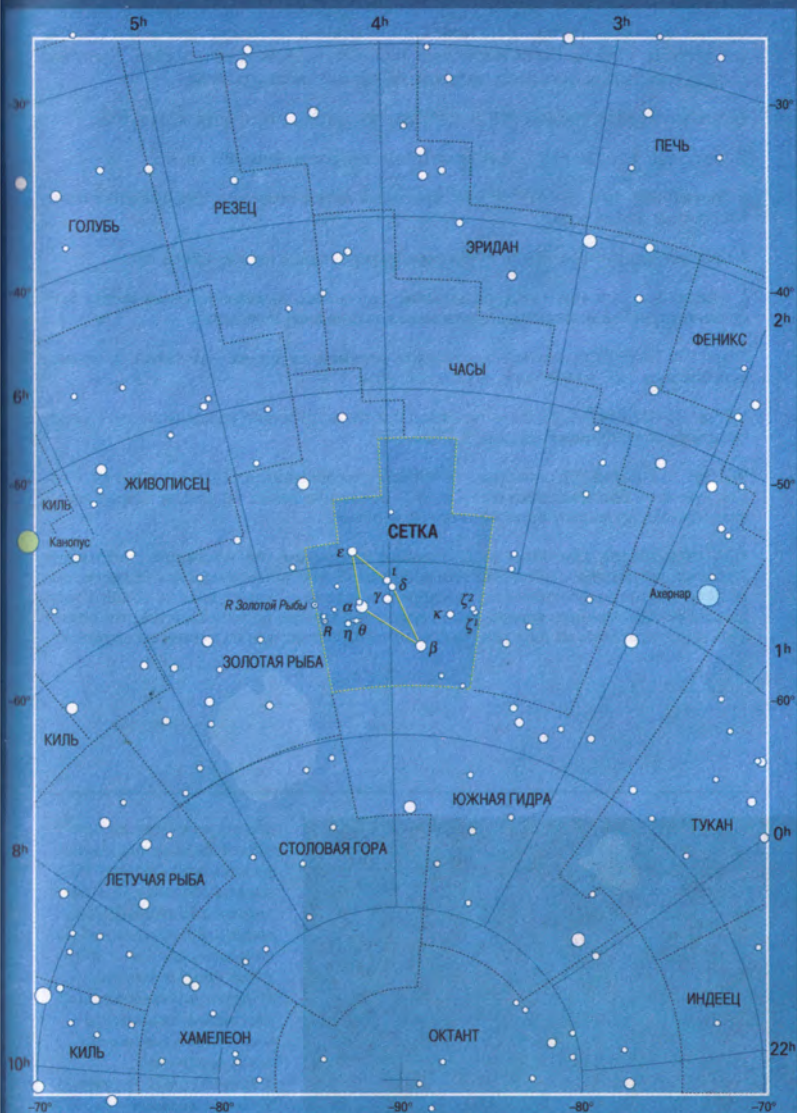 5h
4h
3h
-30°
-30°
ПЕЧЬ
РЕЗЕЦ
ГОЛУБЬ
ЭРИДАН
-40°
-40°
2h
ФЕНИКС
ЧАСЫ
6h
-50°
-50°
ЖИВОПИСЕЦ
КИЛЬ
СЕТКА
Канопус
ε
ι
δ
Ахернар
R Золотой Рыбы
α
γ
κ
ζ²
ζ¹
R
η
θ
β
1h
ЗОЛОТАЯ РЫБА
-60°
-60°
КИЛЬ
ЮЖНАЯ ГИДРА
ТУКАН
0h
8h
СТОЛОВАЯ ГОРА
ЛЕТУЧАЯ РЫБА
ИНДЕЕЦ
ХАМЕЛЕОН
ОКТАНТ
КИЛЬ
22h
10h
-70°
-80°
-90°
-80°
-70°